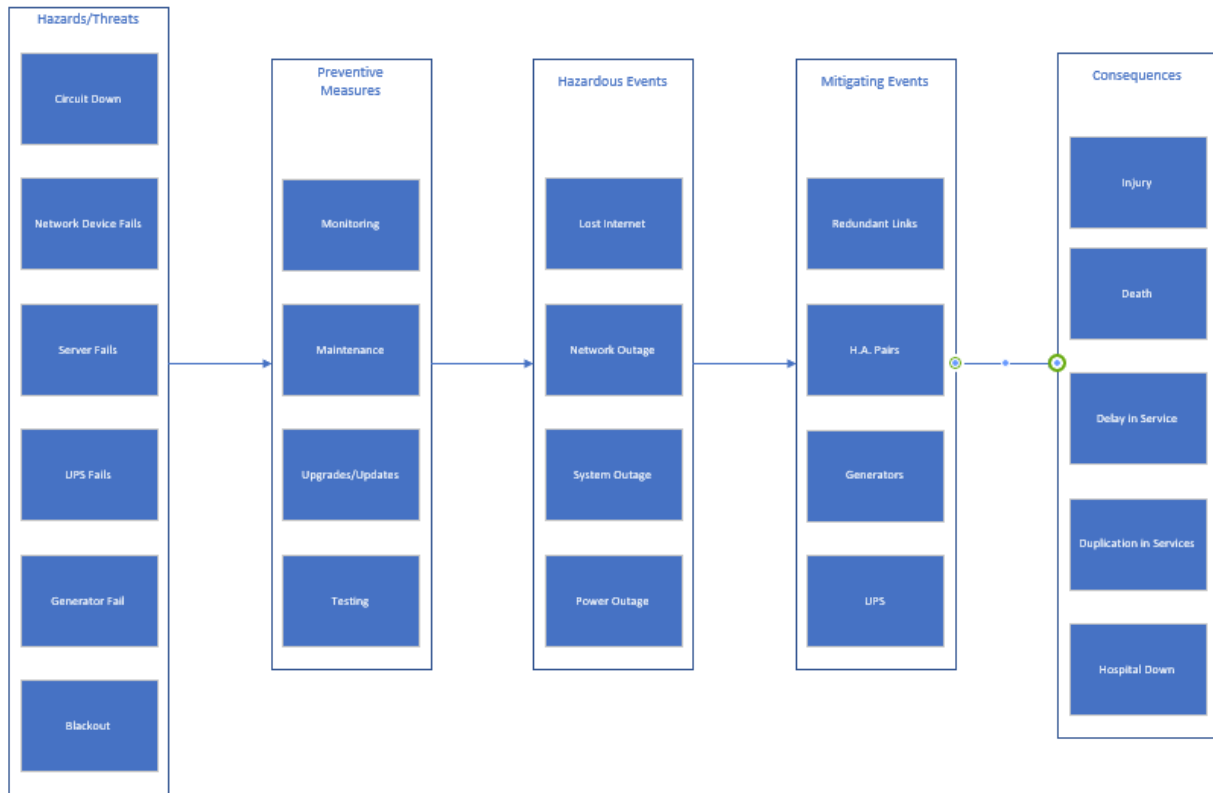 Hazards/Threats
Circuit Down
Network Device Fails
Server Fails
UPS Fails
Generator Fail
Blackout
Preventive
Measures
Monitoring
Maintenance
Upgrades/Updates
Testing
Hazardous Events
Lost Internet
Network Outage
System Outage
Power Outage
Mitigating Events
Redundant Links
H.A. Pairs
Generators
UPS
Consequences
Injury
Death
Delay in Service
Duplication in Services
Hospital Down